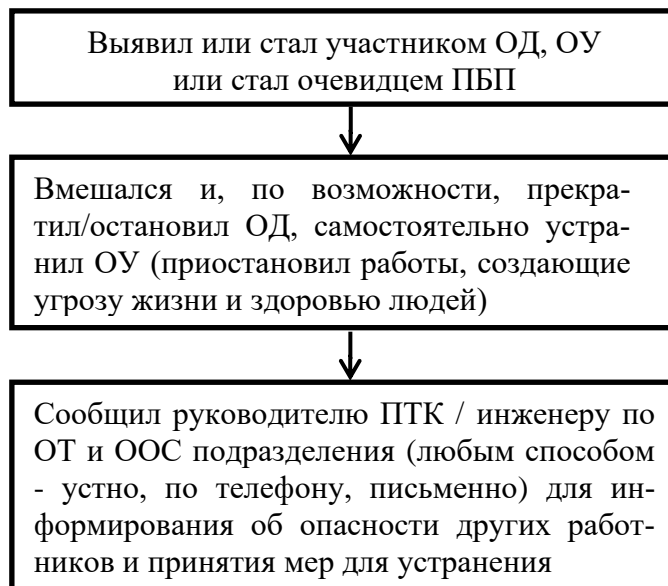 Выявил или стал участником ОД, ОУ
или стал очевидцем ПБП
Вмешался и, по возможности, прекра-
тил/остановил ОД, самостоятельно устра-
нил ОУ (приостановил работы, создающие
угрозу жизни и здоровью людей)
Сообщил руководителю ПТК / инженеру по
ОТ и ООС подразделения (любым способом
- устно, по телефону, письменно) для ин-
формирования об опасности других работ-
ников и принятия мер для устранения